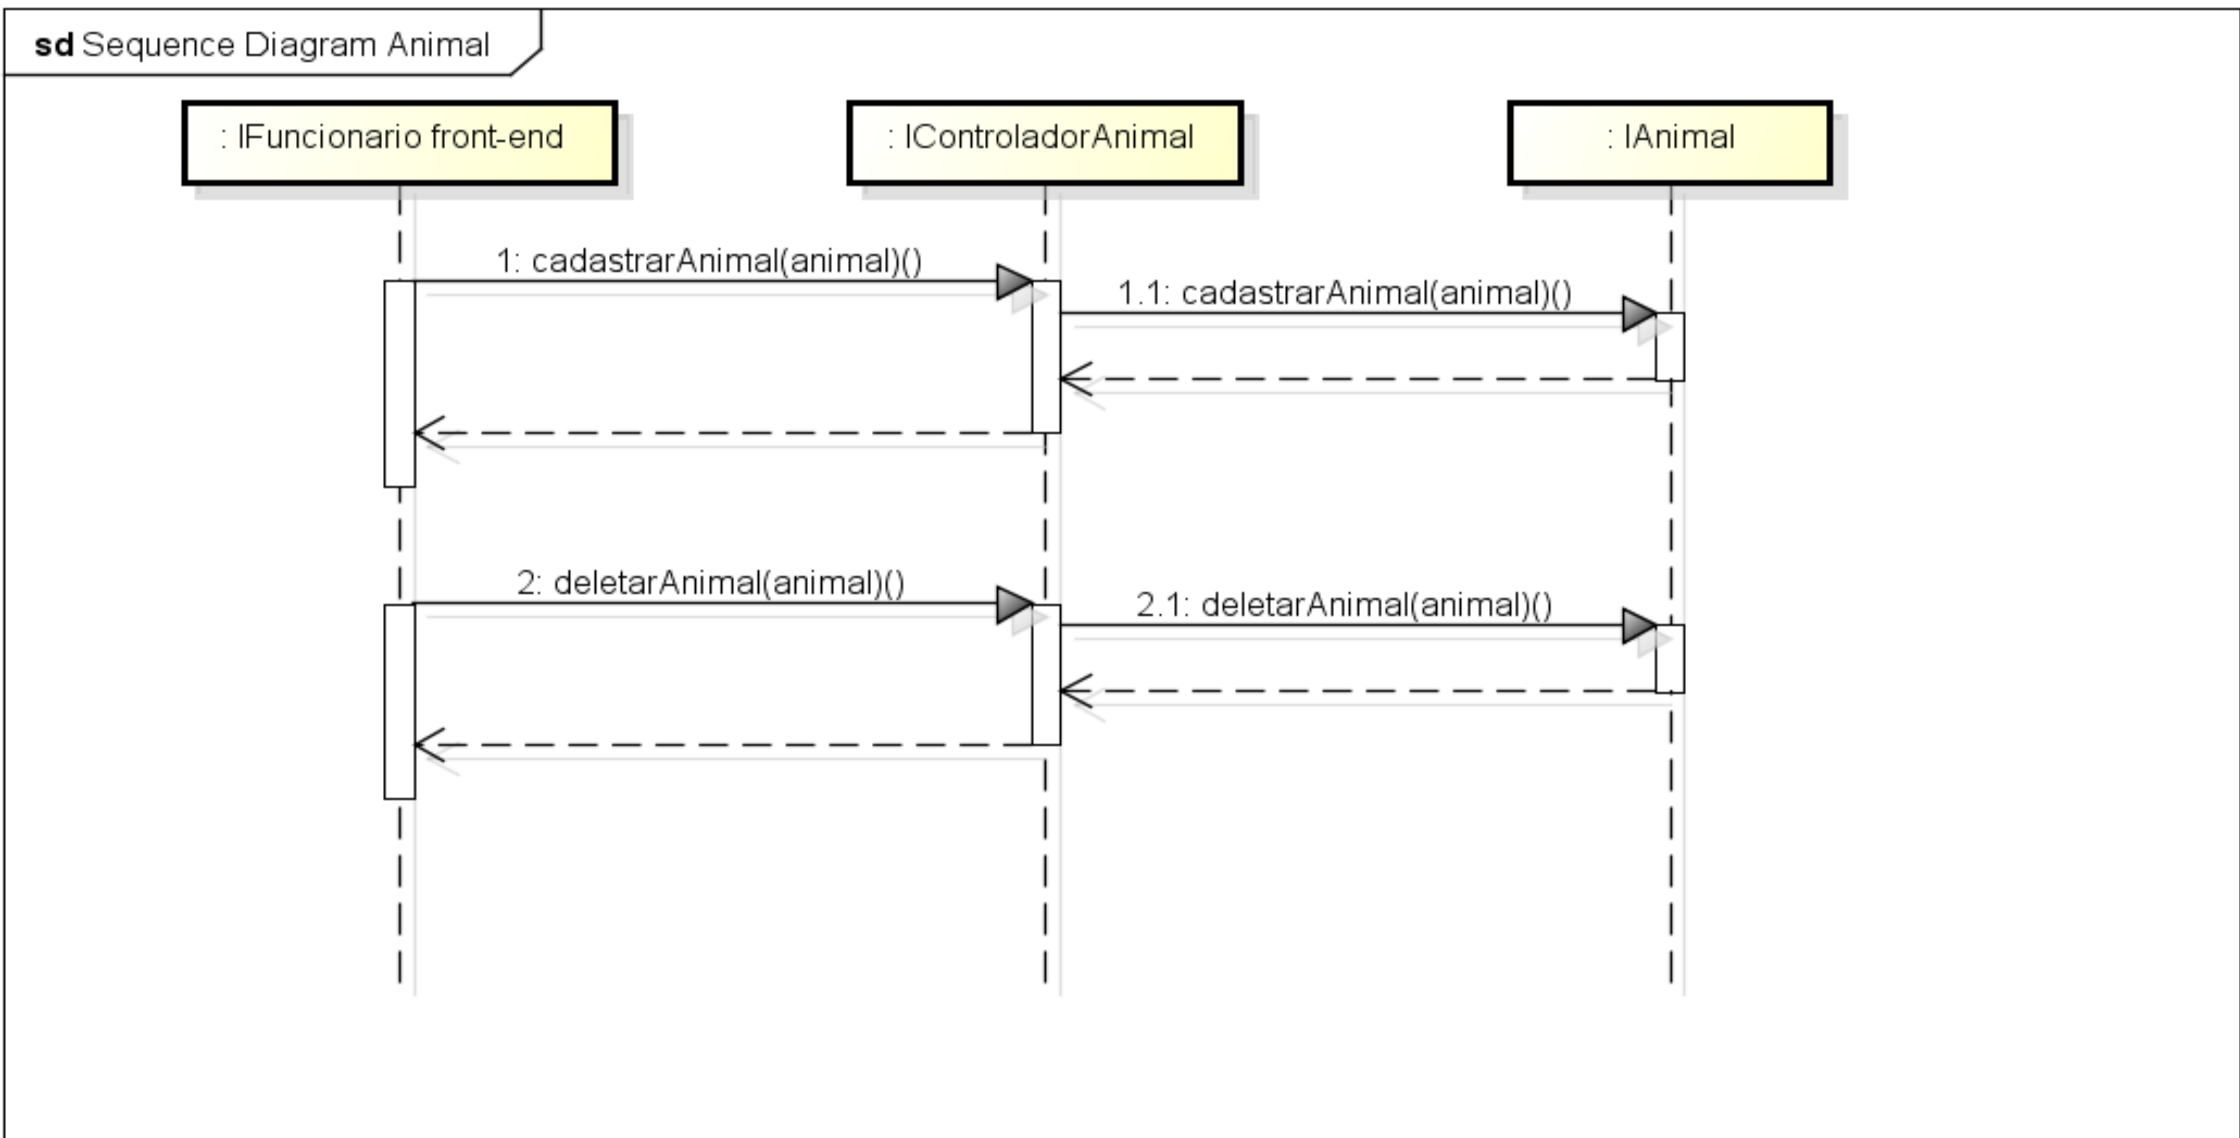 sd Sequence Diagram Animal
: IFuncionario front-end
: IControladorAnimal
: IAnimal
1: cadastrarAnimal(animal)()
1.1: cadastrarAnimal(animal)()
2: deletarAnimal(animal)()
2.1: deletarAnimal(animal)()